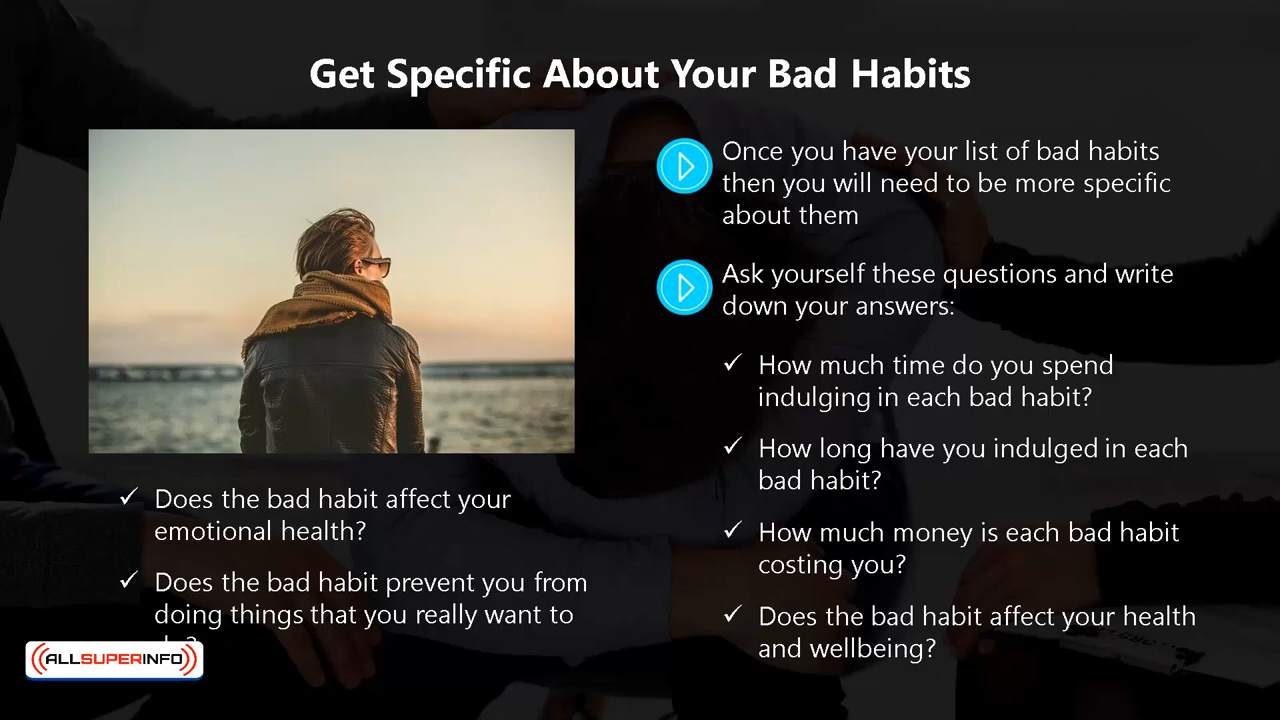 Get Specific About Your Bad Habits
Once you have your list of bad habits
then you will need to be more specific
about them
Ask yourself these questions and write
down your answers:
✓ How much time do you spend
indulging in each bad habit?
✓ How long have you indulged in each
bad habit?
✓ How much money is each bad habit
costing you?
✓ Does the bad habit affect your health
and wellbeing?
✓ Does the bad habit affect your
emotional health?
✓ Does the bad habit prevent you from
doing things that you really want to
ALLSUPERINFO